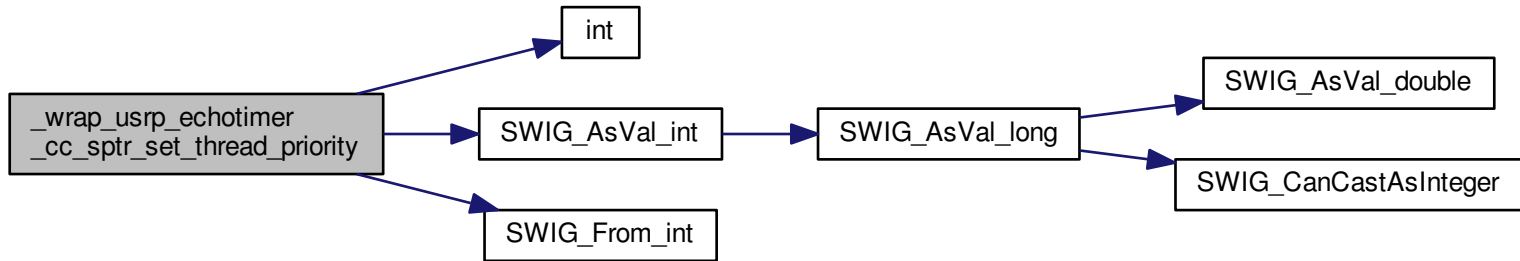 _wrap_usrp_echotimer
_cc_sptr_set_thread_priority
int
SWIG_AsVal_int
SWIG_From_int
SWIG_AsVal_long
SWIG_AsVal_double
SWIG_CanCastAsInteger